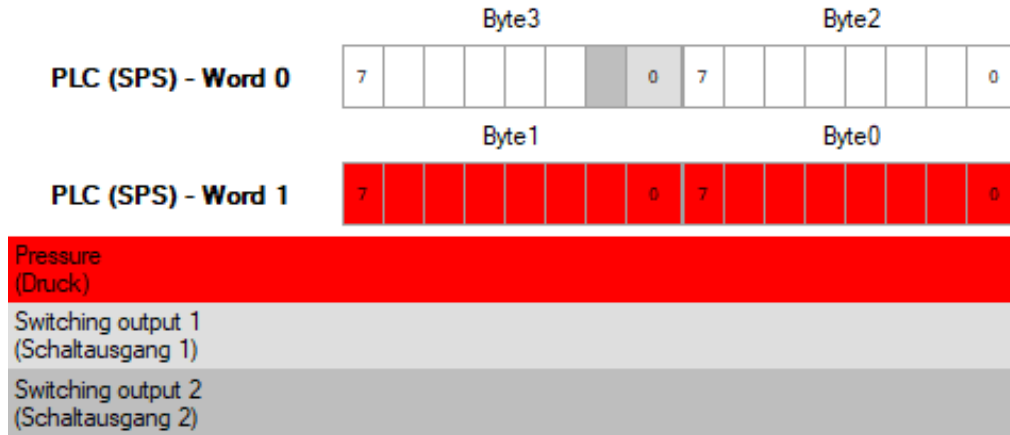 Byte3 Byte2
PLC (SPS) - Word 0 7 0 7 0
Byte1 Byte0
PLC (SPS) - Word 1 7 0 7 0
Pressure
(Druck)
Switching output 1
(Schaltausgang 1)
Switching output 2
(Schaltausgang 2)